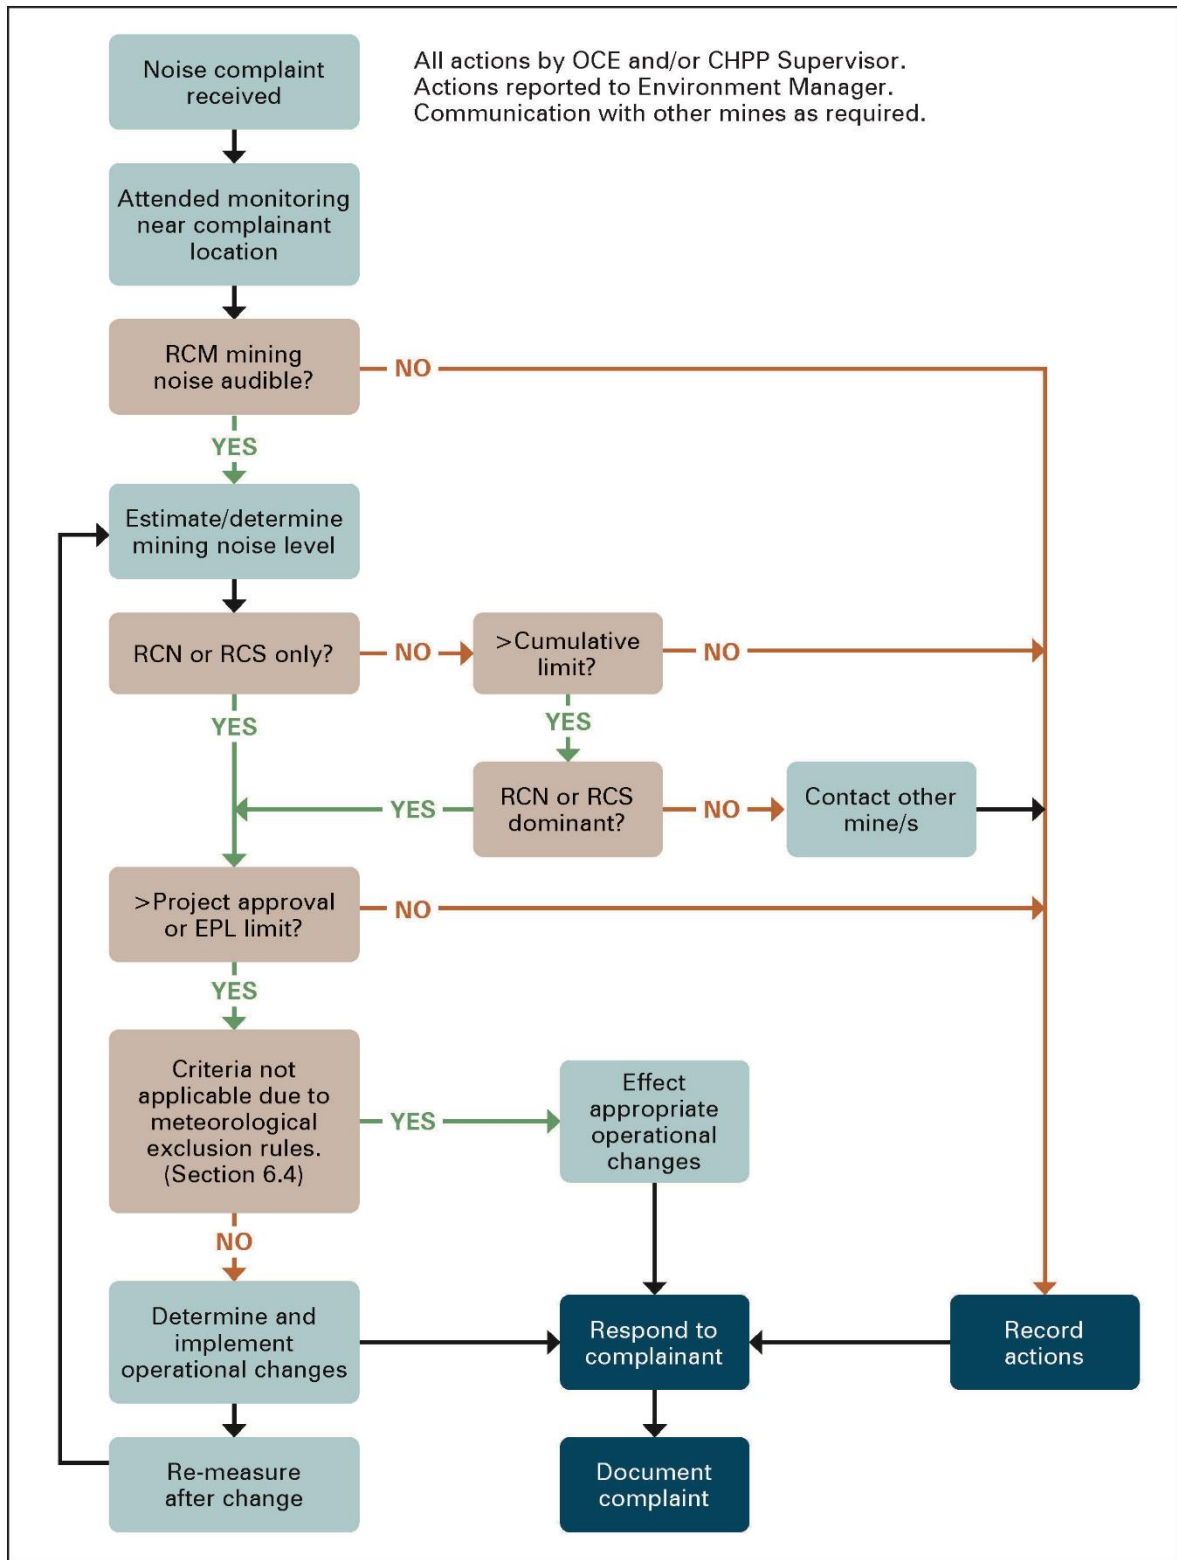 Noise complaint
received
All actions by OCE and/or CHPP Supervisor.
Actions reported to Environment Manager.
Communication with other mines as required.
Attended monitoring
near complainant
location
RCM mining
noise audible?
NO
YES
Estimate/determine
mining noise level
RCN or RCS only?
NO
>Cumulative
limit?
NO
YES
YES
RCN or RCS
dominant?
YES
NO
Contact other
mine/s
>Project approval
or EPL limit?
NO
YES
Criteria not
applicable due to
meteorological
exclusion rules.
(Section 6.4)
YES
Effect
appropriate
operational
changes
NO
Determine and
implement
operational changes
Respond to
complainant
Record
actions
Re-measure
after change
Document
complaint